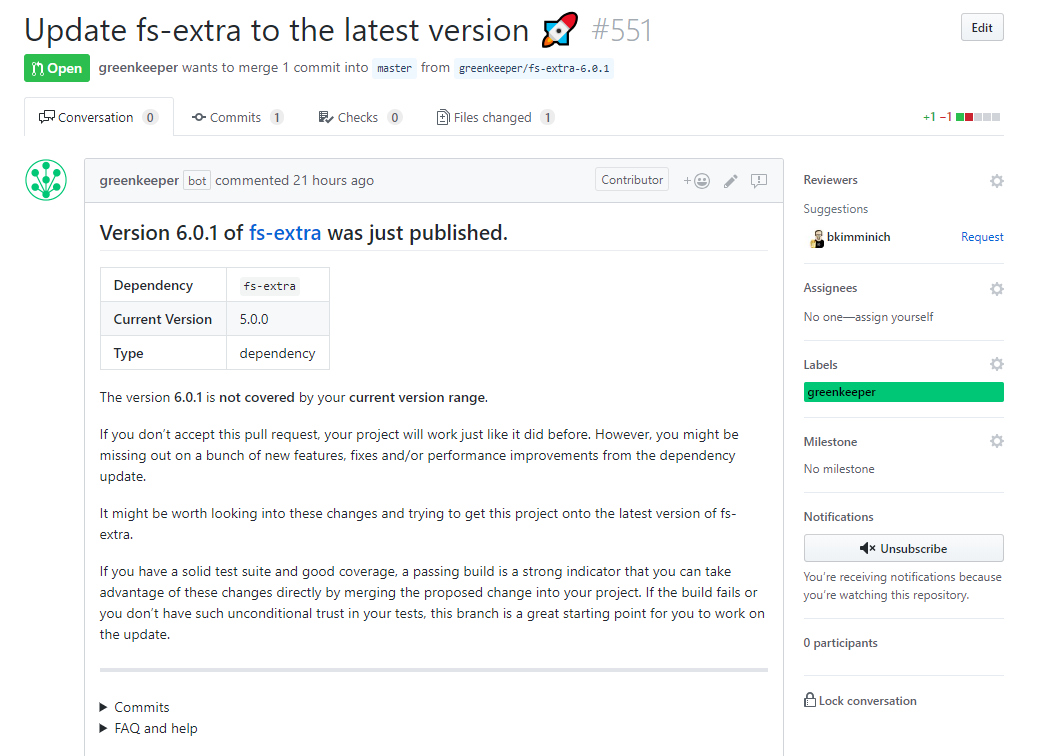 Update fs-extra to the latest version 🚀 #551
Edit
Open greenkeeper wants to merge 1 commit into master from greenkeeper/fs-extra-6.0.1
Conversation 0 Commits 1 Checks 0 Files changed 1 +1 −1
greenkeeper bot commented 21 hours ago Contributor +
Version 6.0.1 of fs-extra was just published.
Dependency fs-extra
Current Version 5.0.0
Type dependency
The version 6.0.1 is not covered by your current version range.
If you don’t accept this pull request, your project will work just like it did before. However, you might be
missing out on a bunch of new features, fixes and/or performance improvements from the dependency
update.
It might be worth looking into these changes and trying to get this project onto the latest version of fs-
extra.
If you have a solid test suite and good coverage, a passing build is a strong indicator that you can take
advantage of these changes directly by merging the proposed change into your project. If the build fails or
you don’t have such unconditional trust in your tests, this branch is a great starting point for you to work on
the update.
Commits
FAQ and help
Reviewers
Suggestions
bkimminich Request
Assignees
No one—assign yourself
Labels
greenkeeper
Milestone
No milestone
Notifications
Unsubscribe
You’re receiving notifications because
you’re watching this repository.
0 participants
Lock conversation